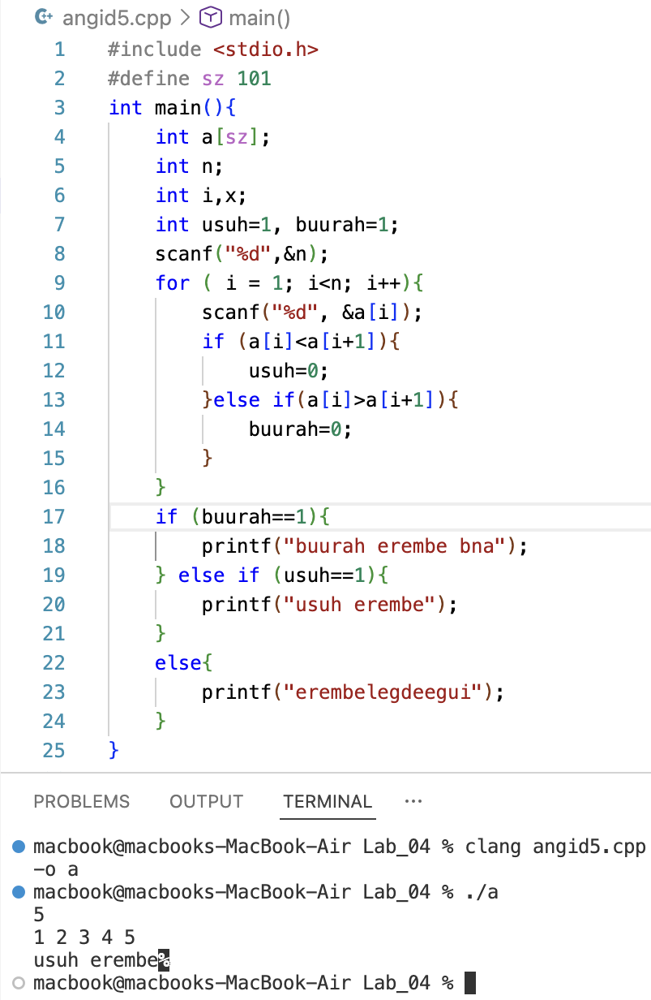 angid5.cpp > main()
1 #include <stdio.h>
2 #define sz 101
3 int main(){
4     int a[sz];
5     int n;
6     int i,x;
7     int usuh=1, buurah=1;
8     scanf("%d",&n);
9     for ( i = 1; i<n; i++){
10         scanf("%d", &a[i]);
11         if (a[i]<a[i+1]){
12             usuh=0;
13         }else if(a[i]>a[i+1]){
14             buurah=0;
15         }
16     }
17     if (buurah==1){
18         printf("buurah erembe bna");
19     } else if (usuh==1){
20         printf("usuh erembe");
21     }
22     else{
23         printf("erembelegdeegui");
24     }
25 }
PROBLEMS OUTPUT TERMINAL ···
macbook@macbooks-MacBook-Air Lab_04 % clang angid5.cpp
-o a
macbook@macbooks-MacBook-Air Lab_04 % ./a
5
1 2 3 4 5
usuh erembe%
macbook@macbooks-MacBook-Air Lab_04 %